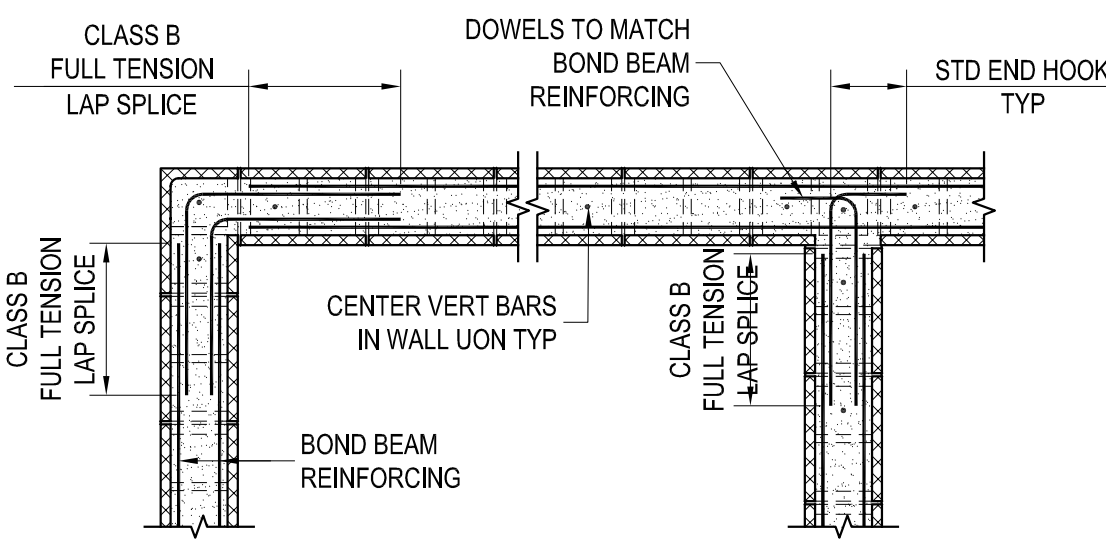 CLASS B
FULL TENSION
LAP SPLICE
DOWELS TO MATCH
BOND BEAM
REINFORCING
STD END HOOK
TYP
CLASS B
FULL TENSION
LAP SPLICE
CENTER VERT BARS
IN WALL UON TYP
CLASS B
FULL TENSION
LAP SPLICE
BOND BEAM
REINFORCING